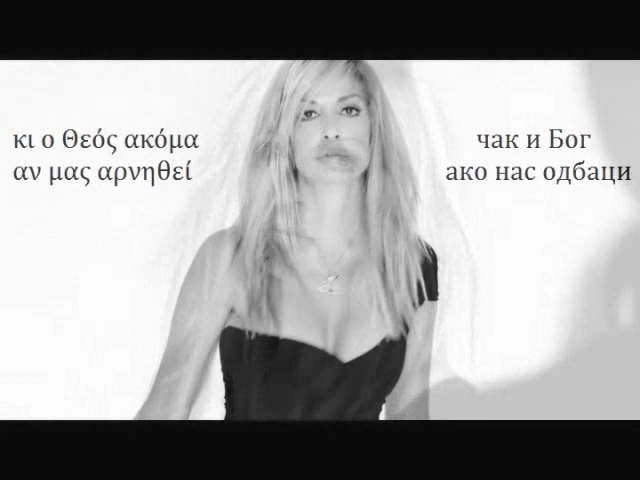 κι ο Θεός ακόμα
αν μας αρνηθεί
чак и Бог
ако нас одбаци